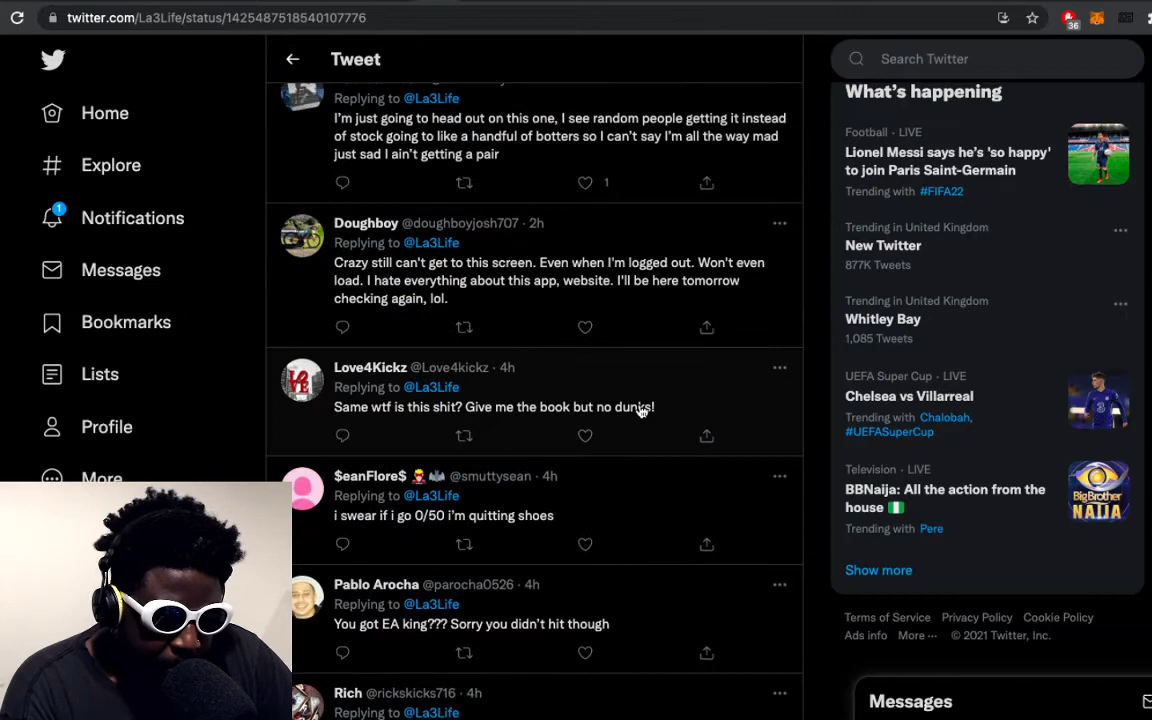 twitter.com/La3Life/status/1425487518540107776
36
Home
Explore
1
Notifications
Messages
Bookmarks
Lists
Profile
More
Tweet
Replying to @La3Life
I'm just going to head out on this one, I see random people getting it instead
of stock going to like a handful of botters so I can't say I'm all the way mad
just sad I ain't getting a pair
1
Doughboy @doughboyjosh707 · 2h
Replying to @La3Life
Crazy still can't get to this screen. Even when I'm logged out. Won't even
load. I hate everything about this app, website. I'll be here tomorrow
checking again, lol.
Love4Kickz @Love4kickz · 4h
Replying to @La3Life
Same wtf is this shit? Give me the book but no dunks!
$eanFlore$ @smuttysean · 4h
Replying to @La3Life
i swear if i go 0/50 i'm quitting shoes
Pablo Arocha @parocha0526 · 4h
Replying to @La3Life
You got EA king??? Sorry you didn't hit though
Rich @rickskicks716 · 4h
Replying to @La3Life
Search Twitter
What's happening
Football · LIVE
Lionel Messi says he's 'so happy'
to join Paris Saint-Germain
Trending with #FIFA22
Trending in United Kingdom
New Twitter
877K Tweets
Trending in United Kingdom
Whitley Bay
1,085 Tweets
UEFA Super Cup · LIVE
Chelsea vs Villarreal
Trending with Chalobah,
#UEFASuperCup
Television · LIVE
BBNaija: All the action from the
house
Trending with Pere
BIG BROTHER
NAIJA
Show more
Terms of Service Privacy Policy Cookie Policy
Ads info More ··· © 2021 Twitter, Inc.
Messages